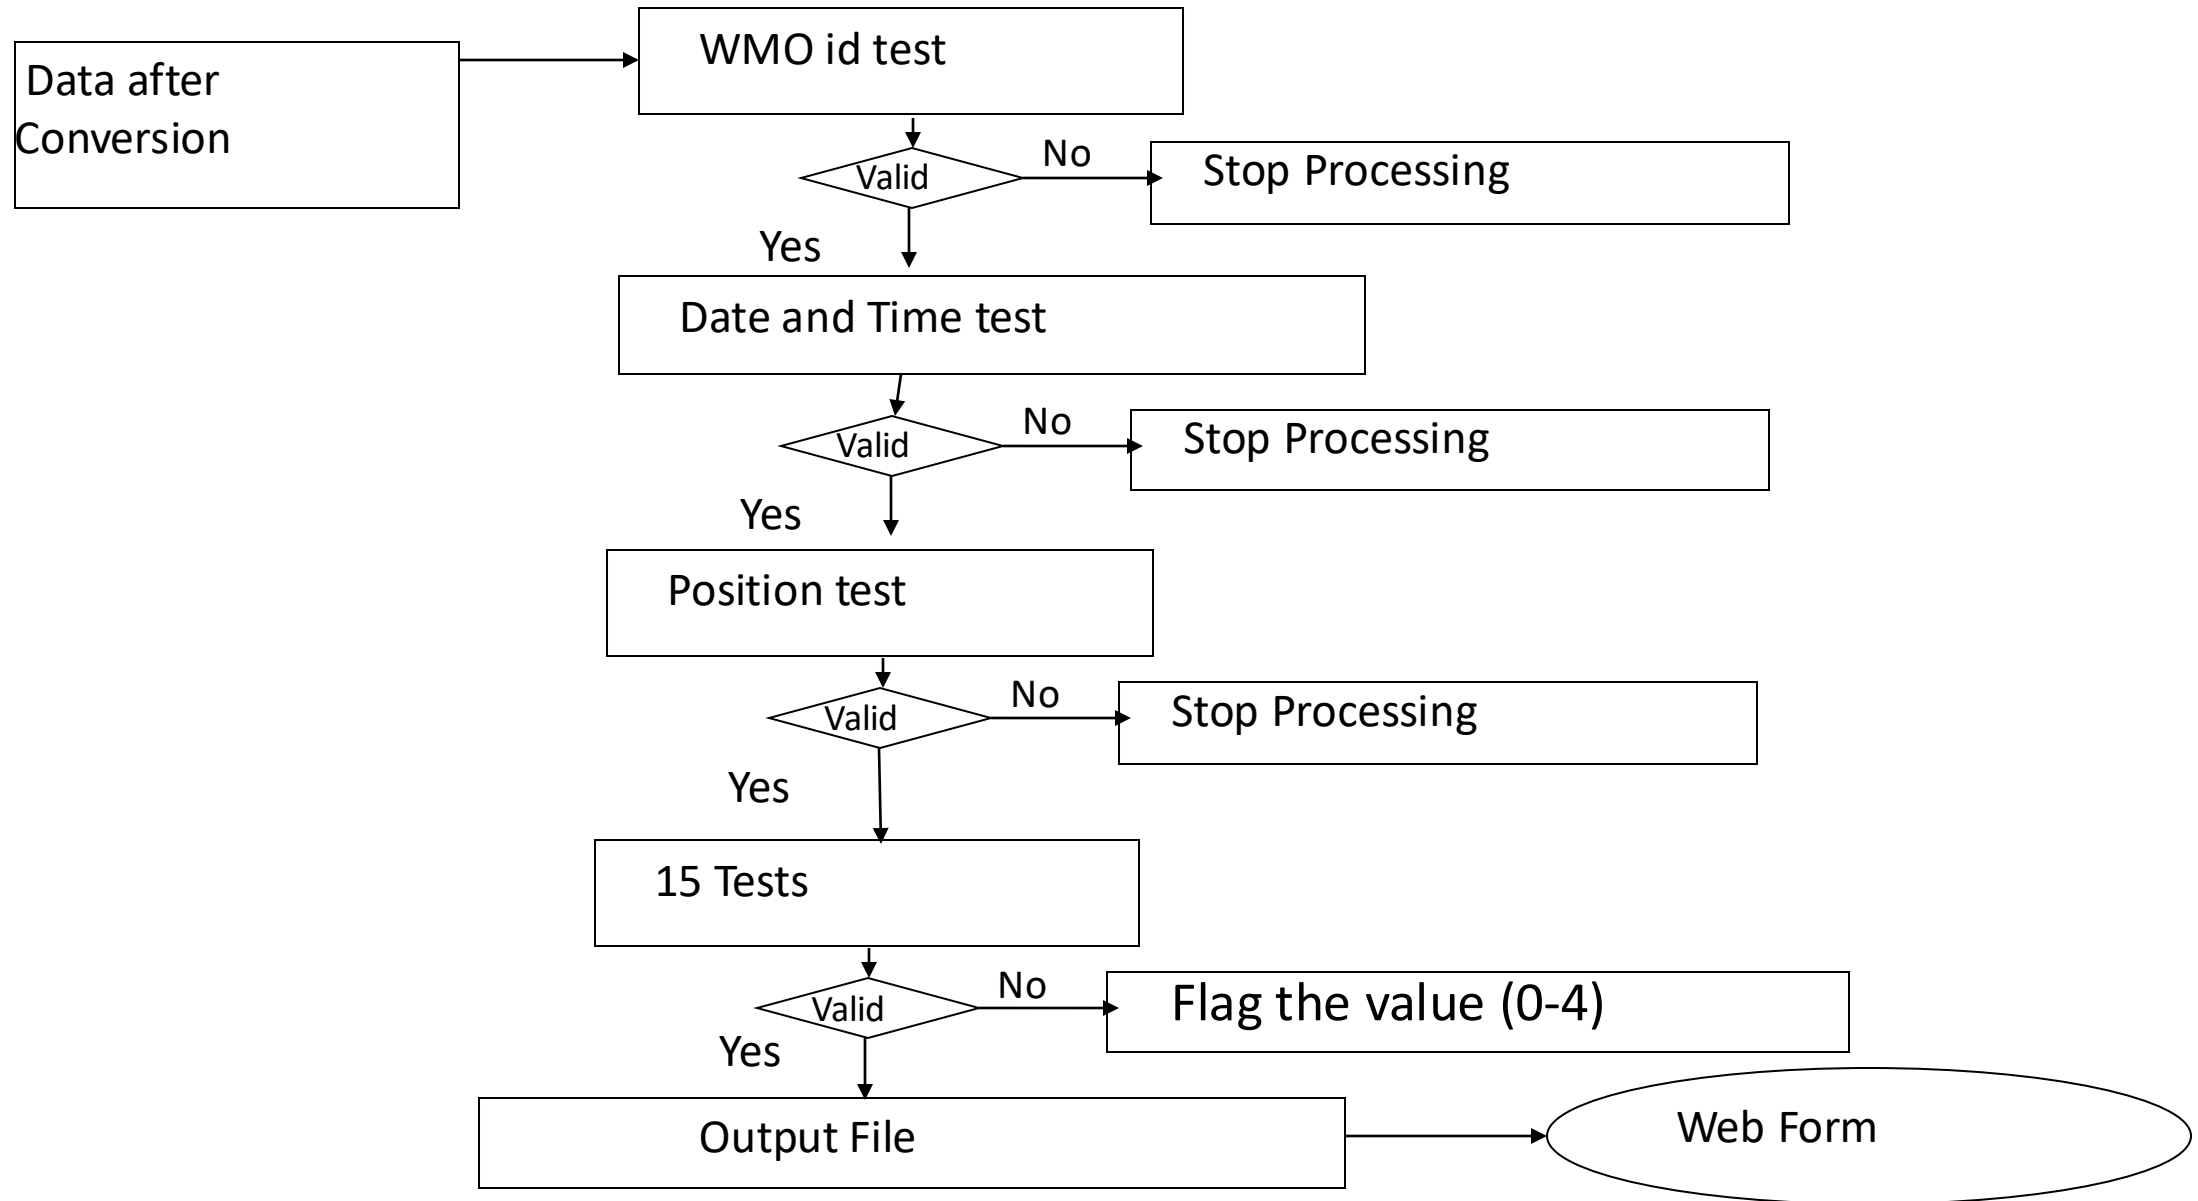 Data after
Conversion
WMO id test
Valid
No
Stop Processing
Yes
Date and Time test
Valid
No
Stop Processing
Yes
Position test
Valid
No
Stop Processing
Yes
15 Tests
Valid
No
Flag the value (0-4)
Yes
Output File
Web Form